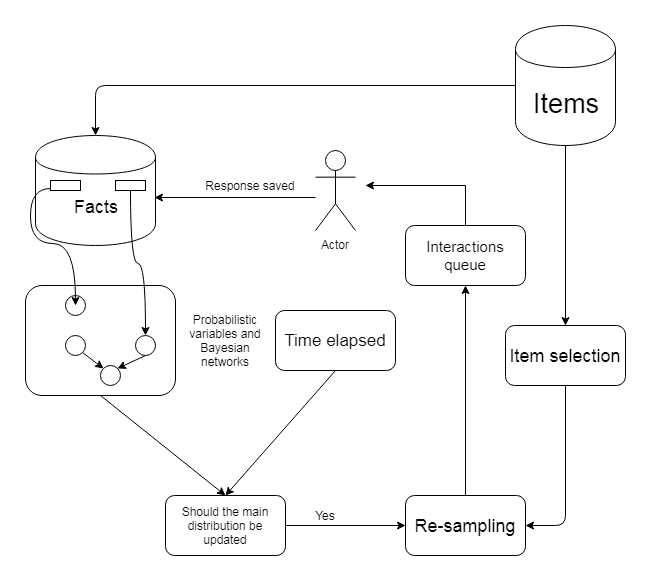 Items
Response saved
Facts
Actor
Interactions
queue
Probabilistic
variables and
Bayesian
networks
Time elapsed
Item selection
Should the main
distribution be
updated
Yes
Re-sampling